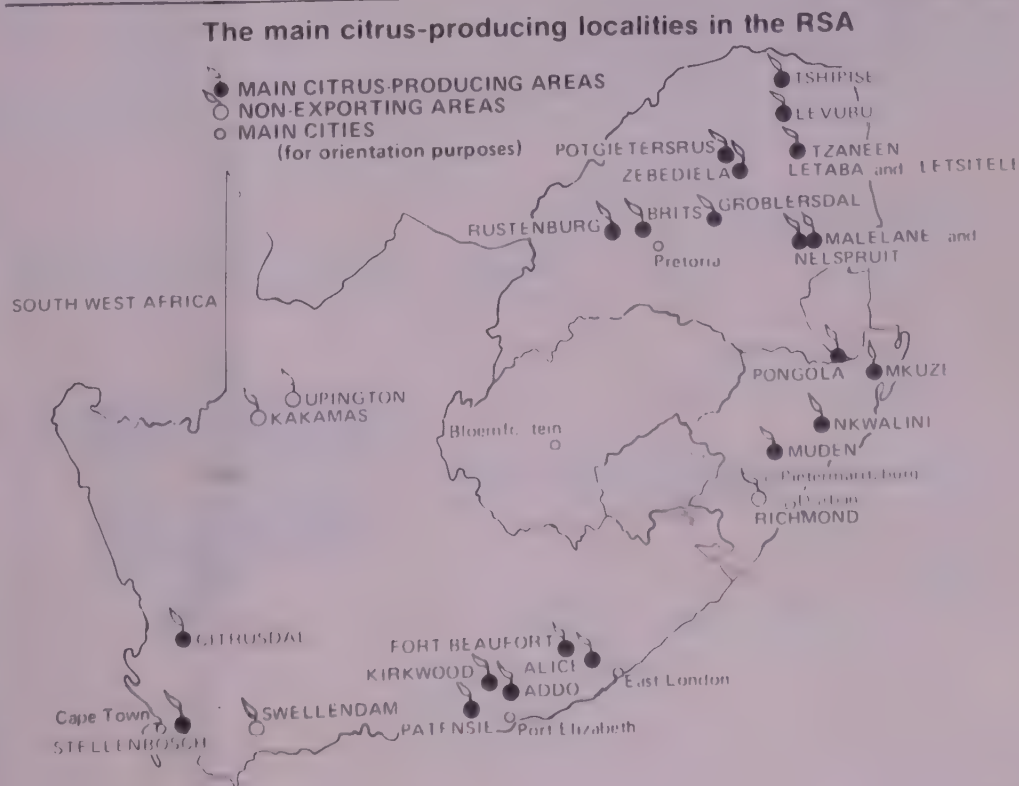 The main citrus-producing localities in the RSA
MAIN CITRUS-PRODUCING AREAS
NON-EXPORTING AREAS
MAIN CITIES
(for orientation purposes)
TSHIPISE
LEVUBU
POTGIETERSRUS
TZANEEN
ZEBEDIELA
LETABA and LETSITELE
GROBLERSDAL
BRITS
RUSTENBURG
MALELANE and
NELSPRUIT
Pretoria
SOUTH WEST AFRICA
PONGOLA
MKUZI
UPINGTON
KAKAMAS
NKWALINI
Bloemfontein
MUDEN
Pietermaritzburg
RICHMOND
CITRUSDAL
FORT BEAUFORT
ALICE
KIRKWOOD
ADDO
East London
Cape Town
SWELLENDAM
PATENSIE
Port Elizabeth
STELLENBOSCH